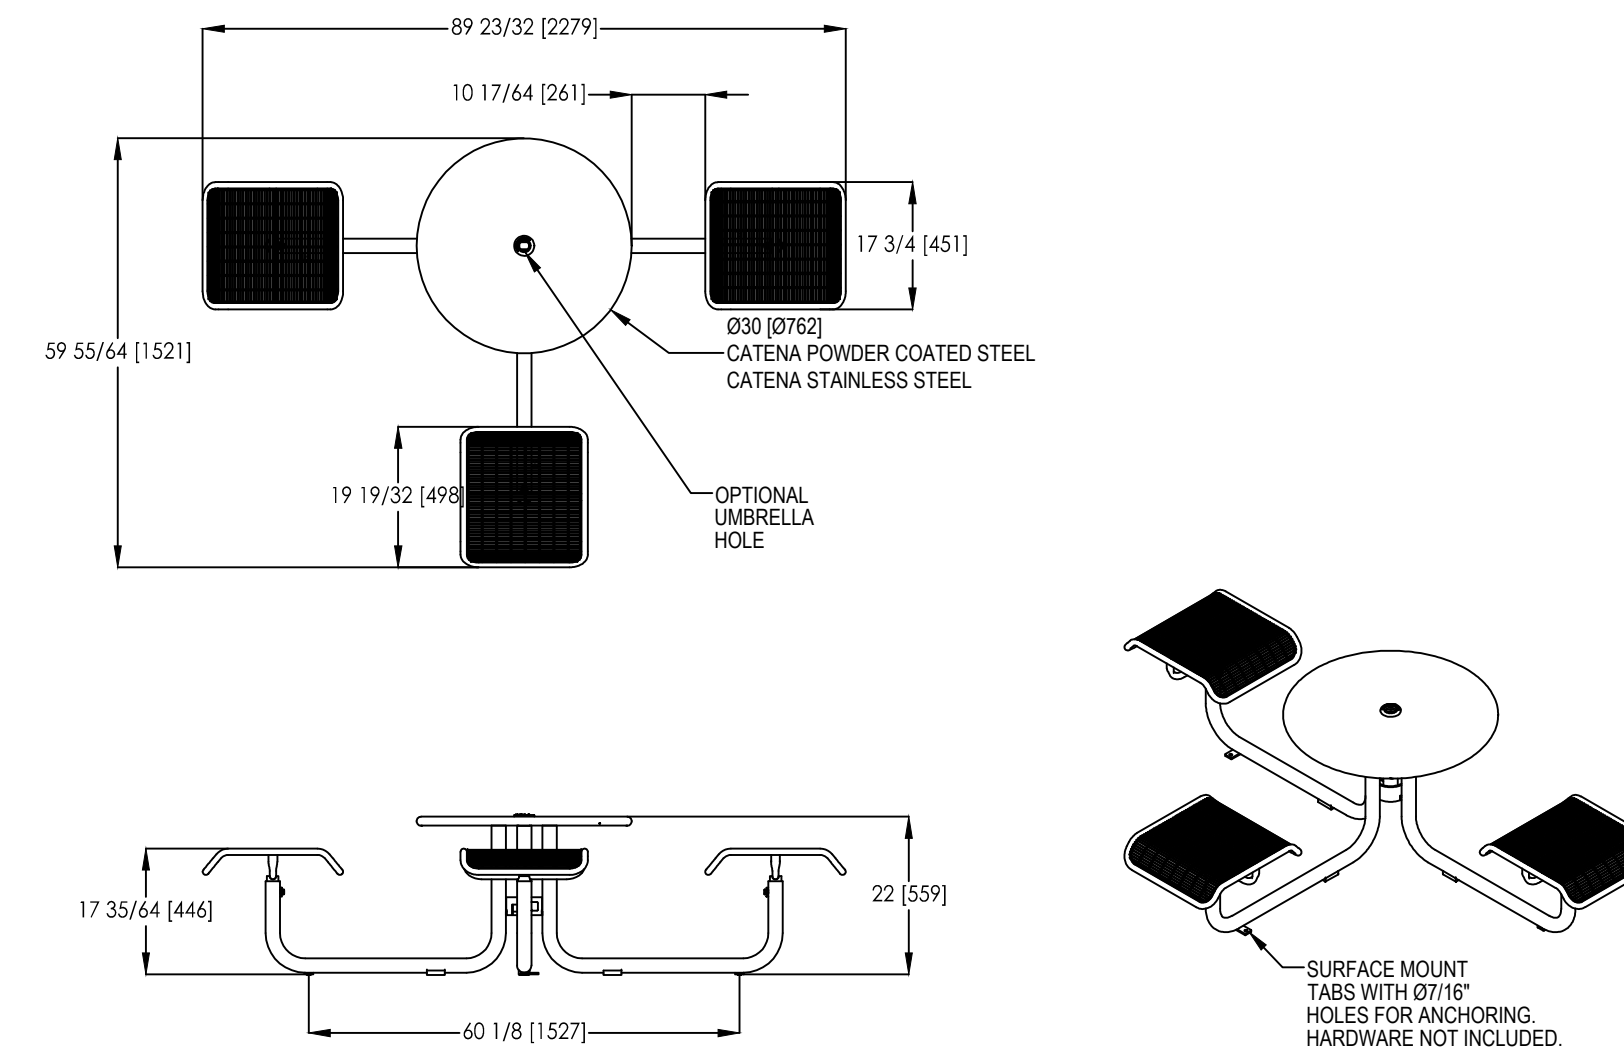 89 23/32 [2279]
10 17/64 [261]
17 3/4 [451]
Ø30 [Ø762]
CATENA POWDER COATED STEEL
CATENA STAINLESS STEEL
59 55/64 [1521]
19 19/32 [498]
OPTIONAL
UMBRELLA
HOLE
17 35/64 [446]
22 [559]
60 1/8 [1527]
SURFACE MOUNT
TABS WITH Ø7/16"
HOLES FOR ANCHORING.
HARDWARE NOT INCLUDED.